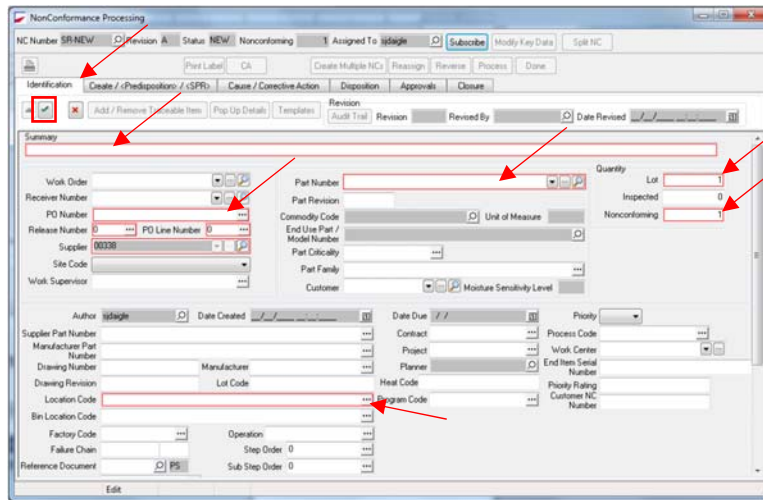 NonConformance Processing
NC Number SR-NEW Revision A Status NEW Nonconforming 1 Assigned To sjdaigle Subscribe Modify Key Data Split NC
Print Label CA Create Multiple NCs Reassign Reverse Process Done
Identification Create / <Predisposition> / <SPR> Cause / Corrective Action Disposition Approvals Closure
Add / Remove Traceable Item Pop Up Details Templates Revision Audit Trail Revision Revised By Date Revised _/_/____ __:__:__
Summary
Quantity
Work Order Part Number Lot 1
Receiver Number Part Revision Inspected 0
PO Number Commodity Code Unit of Measure Nonconforming 1
Release Number 0 PO Line Number 0 End Use Part / Model Number
Supplier 00338 Part Criticality
Site Code Part Family
Work Supervisor Customer Moisture Sensitivity Level
Author sjdaigle Date Created _/_/____ __:__:__ Date Due / / Priority
Supplier Part Number Contract Process Code
Manufacturer Part Number Project Work Center
Drawing Number Manufacturer Planner End Item Serial Number
Drawing Revision Lot Code Heat Code Priority Rating
Location Code Program Code Customer NC Number
Bin Location Code
Factory Code Operation
Failure Chain Step Order 0
Reference Document PS Sub Step Order 0
Edit